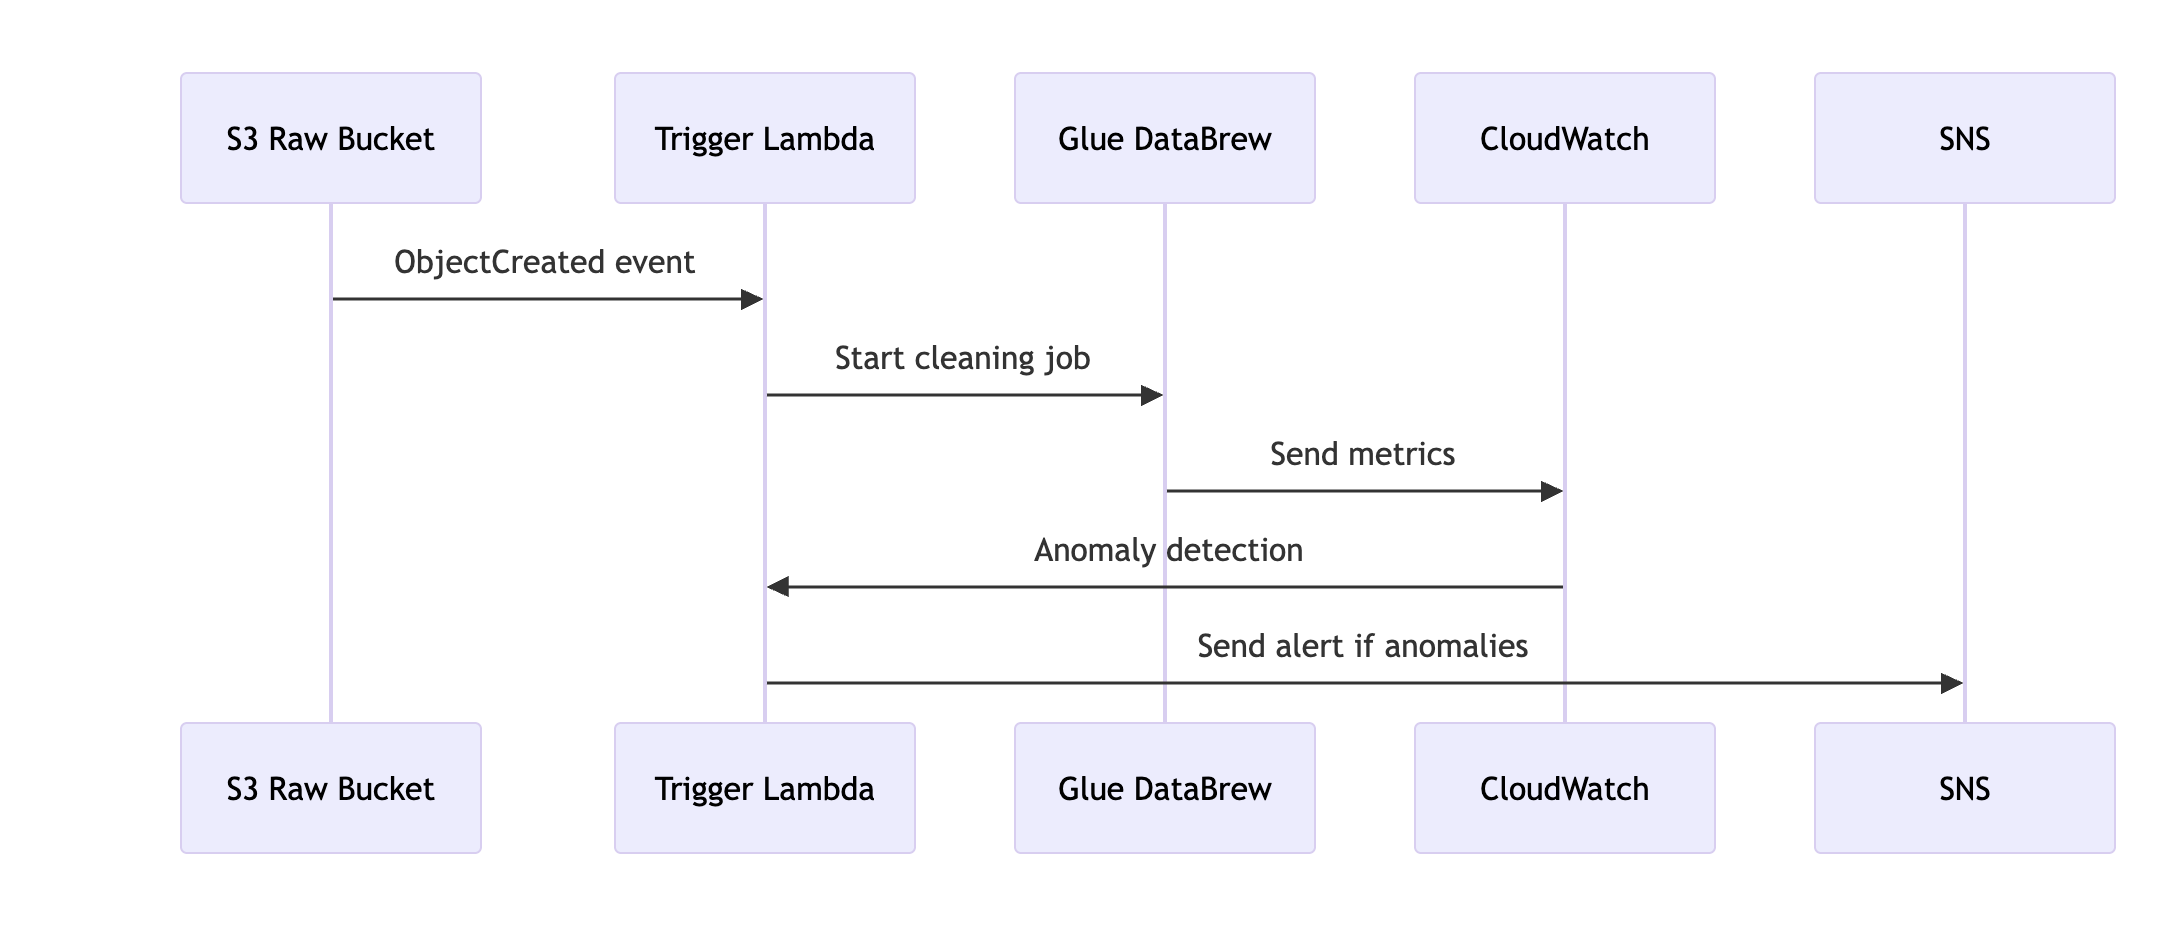 S3 Raw Bucket
Trigger Lambda
Glue DataBrew
CloudWatch
SNS
ObjectCreated event
Start cleaning job
Send metrics
Anomaly detection
Send alert if anomalies
S3 Raw Bucket
Trigger Lambda
Glue DataBrew
CloudWatch
SNS